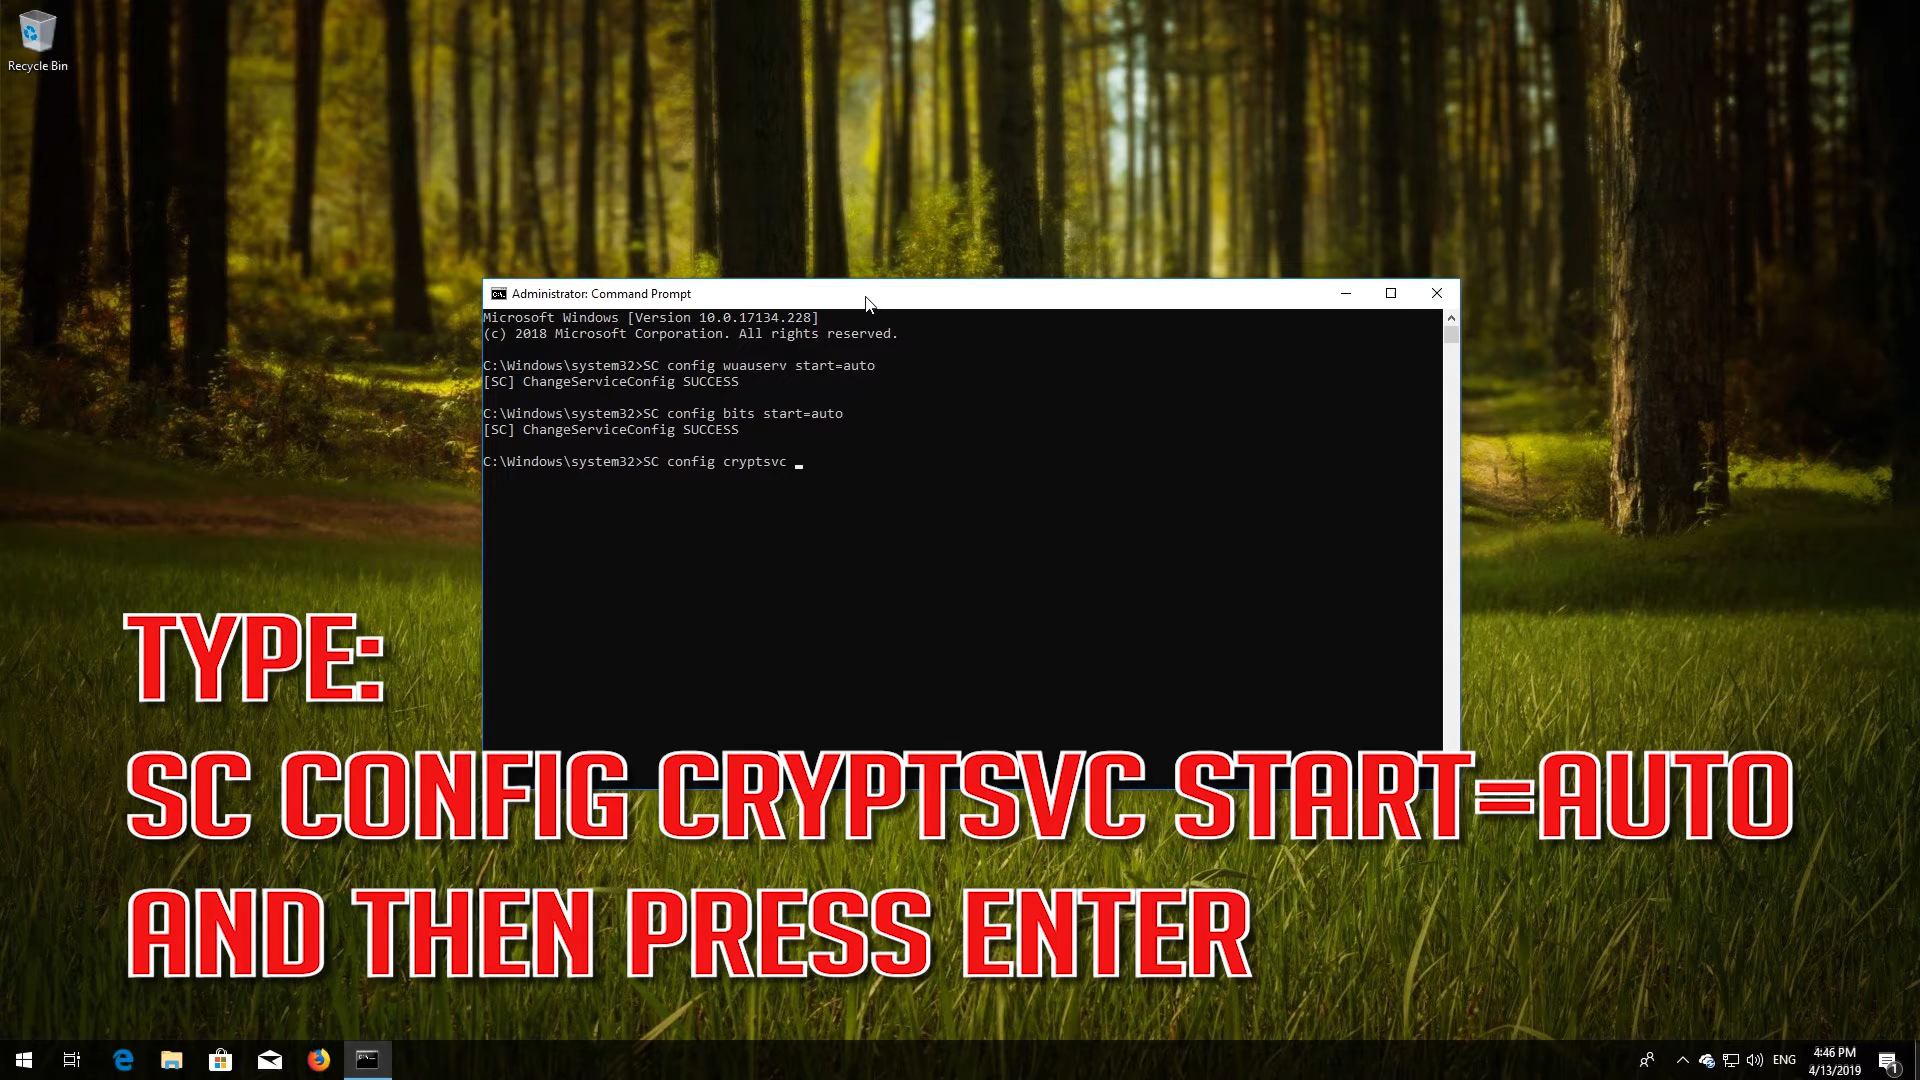 Recycle Bin
Administrator: Command Prompt
Microsoft Windows [Version 10.0.17134.228]
(c) 2018 Microsoft Corporation. All rights reserved.
C:\Windows\system32>SC config wuauserv start=auto
[SC] ChangeServiceConfig SUCCESS
C:\Windows\system32>SC config bits start=auto
[SC] ChangeServiceConfig SUCCESS
C:\Windows\system32>SC config cryptsvc
TYPE:
SC CONFIG CRYPTSVC START=AUTO
AND THEN PRESS ENTER
ENG
4:46 PM
4/13/2019
1